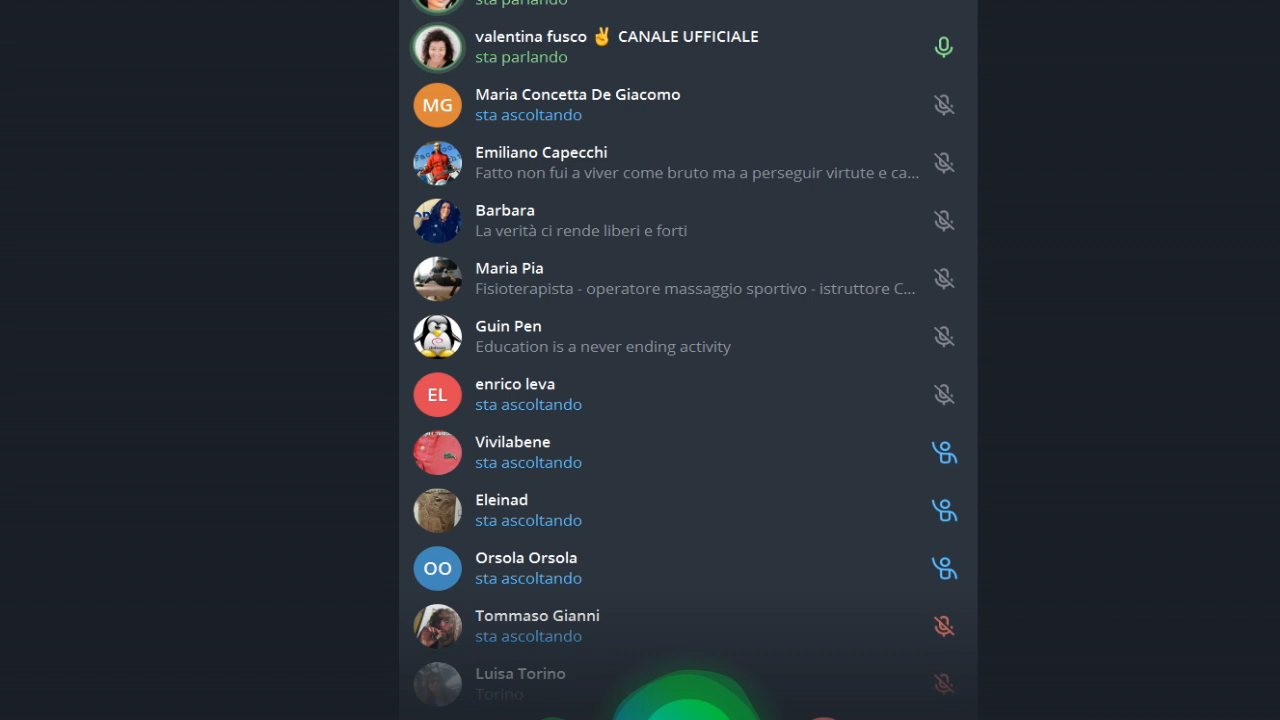 sta parlando
valentina fusco ✌ CANALE UFFICIALE
sta parlando
MG
Maria Concetta De Giacomo
sta ascoltando
Emiliano Capecchi
Fatto non fui a viver come bruto ma a perseguir virtute e ca...
Barbara
La verità ci rende liberi e forti
Maria Pia
Fisioterapista - operatore massaggio sportivo - istruttore C...
Guin Pen
Education is a never ending activity
EL
enrico leva
sta ascoltando
Vivilabene
sta ascoltando
Eleinad
sta ascoltando
OO
Orsola Orsola
sta ascoltando
Tommaso Gianni
sta ascoltando
Luisa Torino
Torino